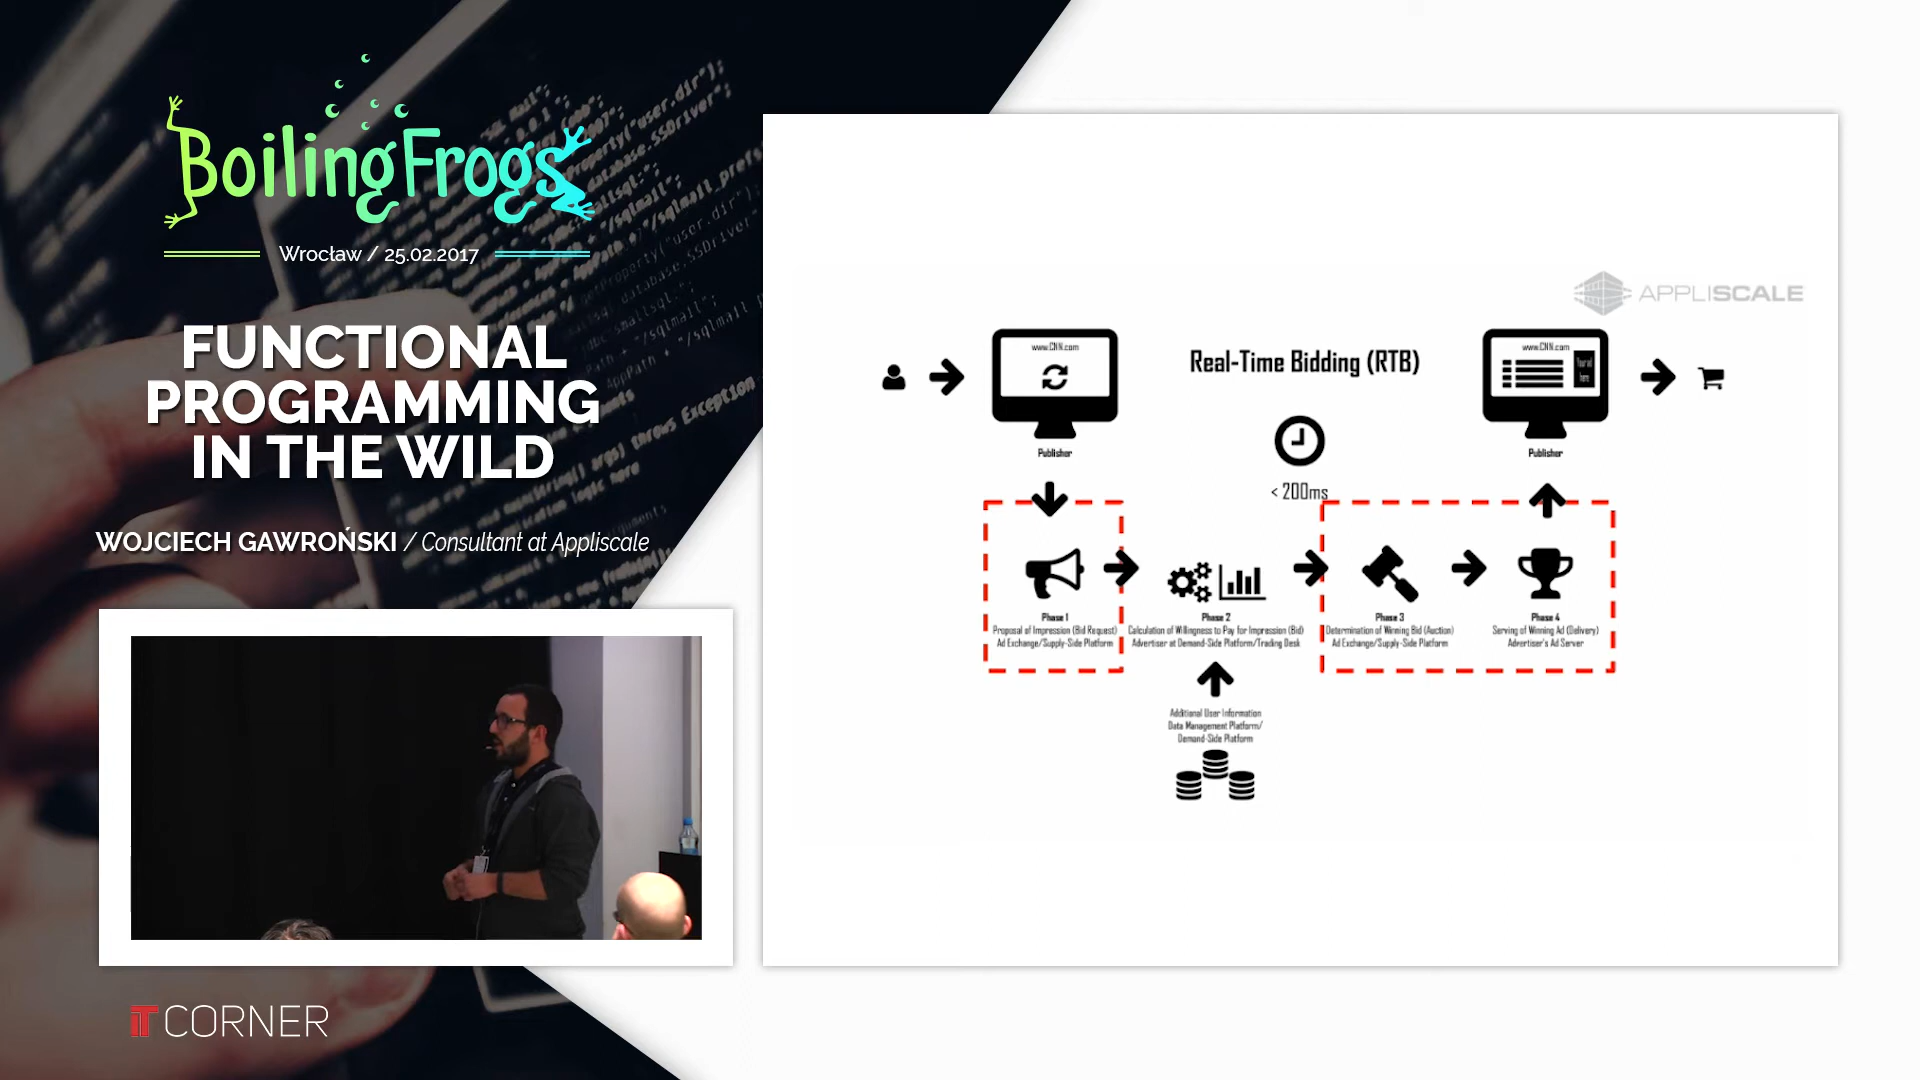 BoilingFrogs
Wrocław / 25.02.2017
FUNCTIONAL
PROGRAMMING
IN THE WILD
WOJCIECH GAWROŃSKI / Consultant at Appliscale
IT CORNER
APPLISCALE
Real-Time Bidding (RTB)
www.CNN.com
www.CNN.com
Your ad
here
Publisher
Publisher
< 200ms
Phase 1
Proposal of Impression (Bid Request)
Ad Exchange/Supply-Side Platform
Phase 2
Calculation of Willingness to Pay for Impression (Bid)
Advertiser at Demand-Side Platform/Trading Desk
Phase 3
Determination of Winning Bid (Auction)
Ad Exchange/Supply-Side Platform
Phase 4
Serving of Winning Ad (Delivery)
Advertiser's Ad Server
Additional User Information
Data Management Platform/
Demand-Side Platform